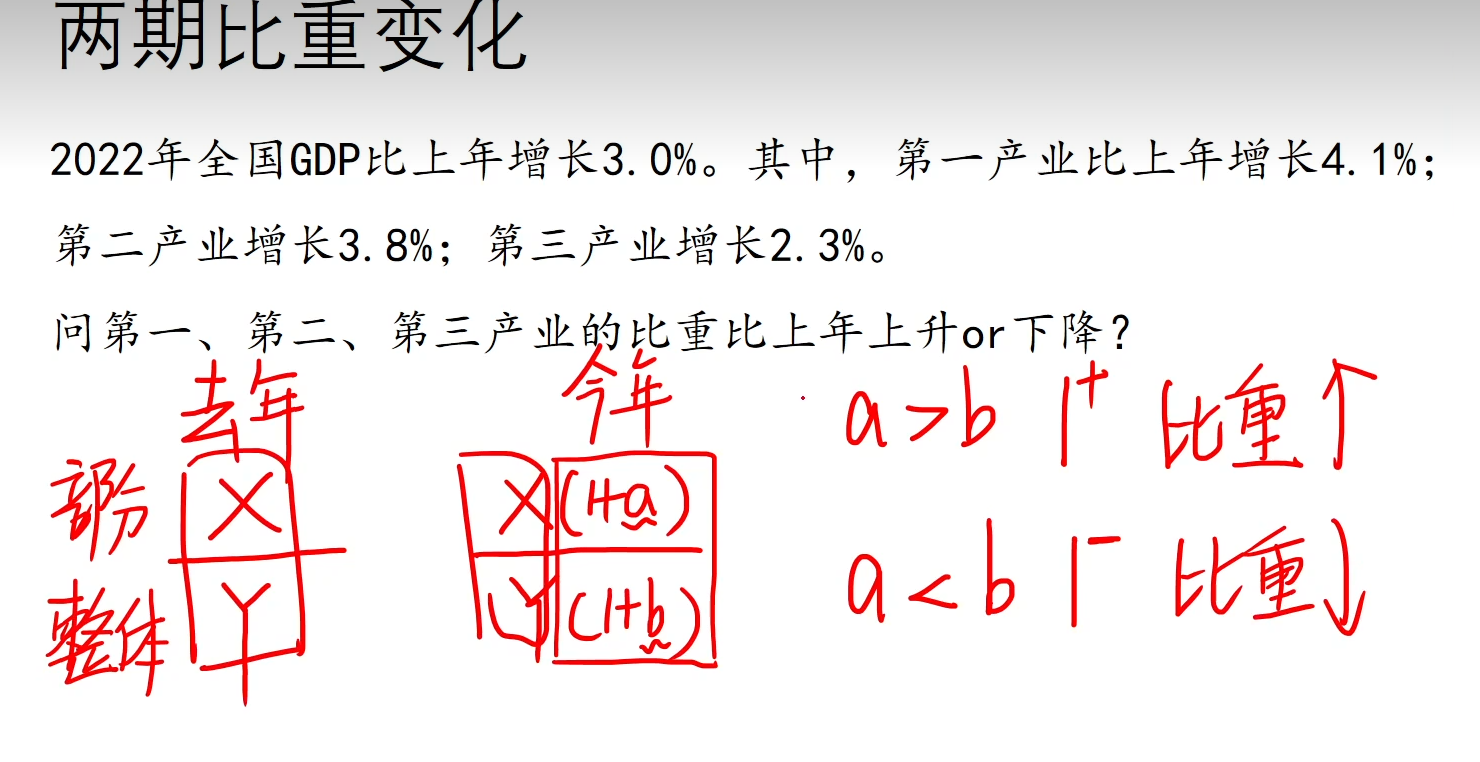 两期比重变化
2022年全国GDP比上年增长3.0%。其中，第一产业比上年增长4.1%；
第二产业增长3.8%；第三产业增长2.3%。
问第一、第二、第三产业的比重比上年上升or下降？
去年 今年
部分 X X(1+a)
整体 Y Y(1+b)
a>b 1⁺ 比重↑
a<b 1⁻ 比重↓